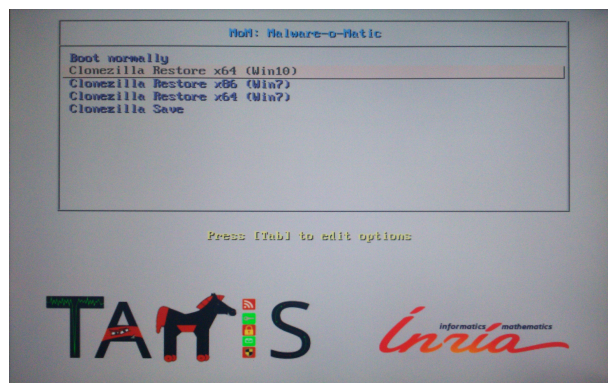 MoM: Malware-o-Matic
Boot normally
Clonezilla Restore x64 (Win10)
Clonezilla Restore x86 (Win7)
Clonezilla Restore x64 (Win7)
Clonezilla Save
Press [Tab] to edit options
TAMIS
informatics mathematics
Inria